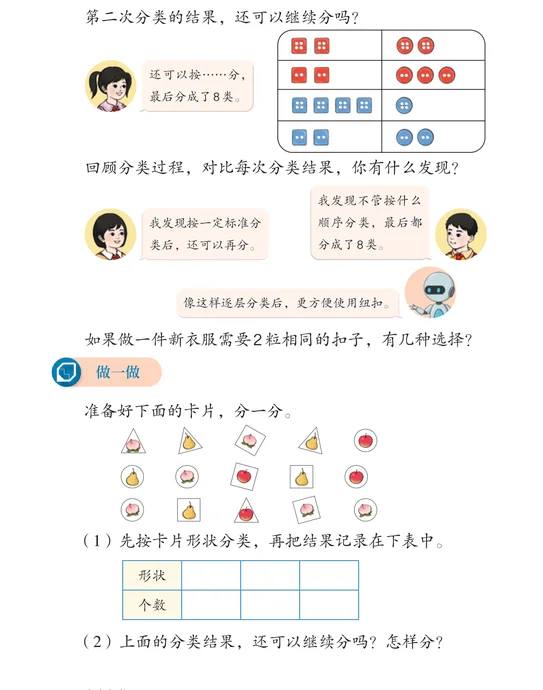 第二次分类的结果，还可以继续分吗？
还可以按……分，
最后分成了8类。
回顾分类过程，对比每次分类结果，你有什么发现？
我发现按一定标准分
类后，还可以再分。
我发现不管按什么
顺序分类，最后都
分成了8类。
像这样逐层分类后，更方便使用纽扣。
如果做一件新衣服需要2粒相同的扣子，有几种选择？
做一做
准备好下面的卡片，分一分。
（1）先按卡片形状分类，再把结果记录在下表中。
形状
个数
（2）上面的分类结果，还可以继续分吗？怎样分？